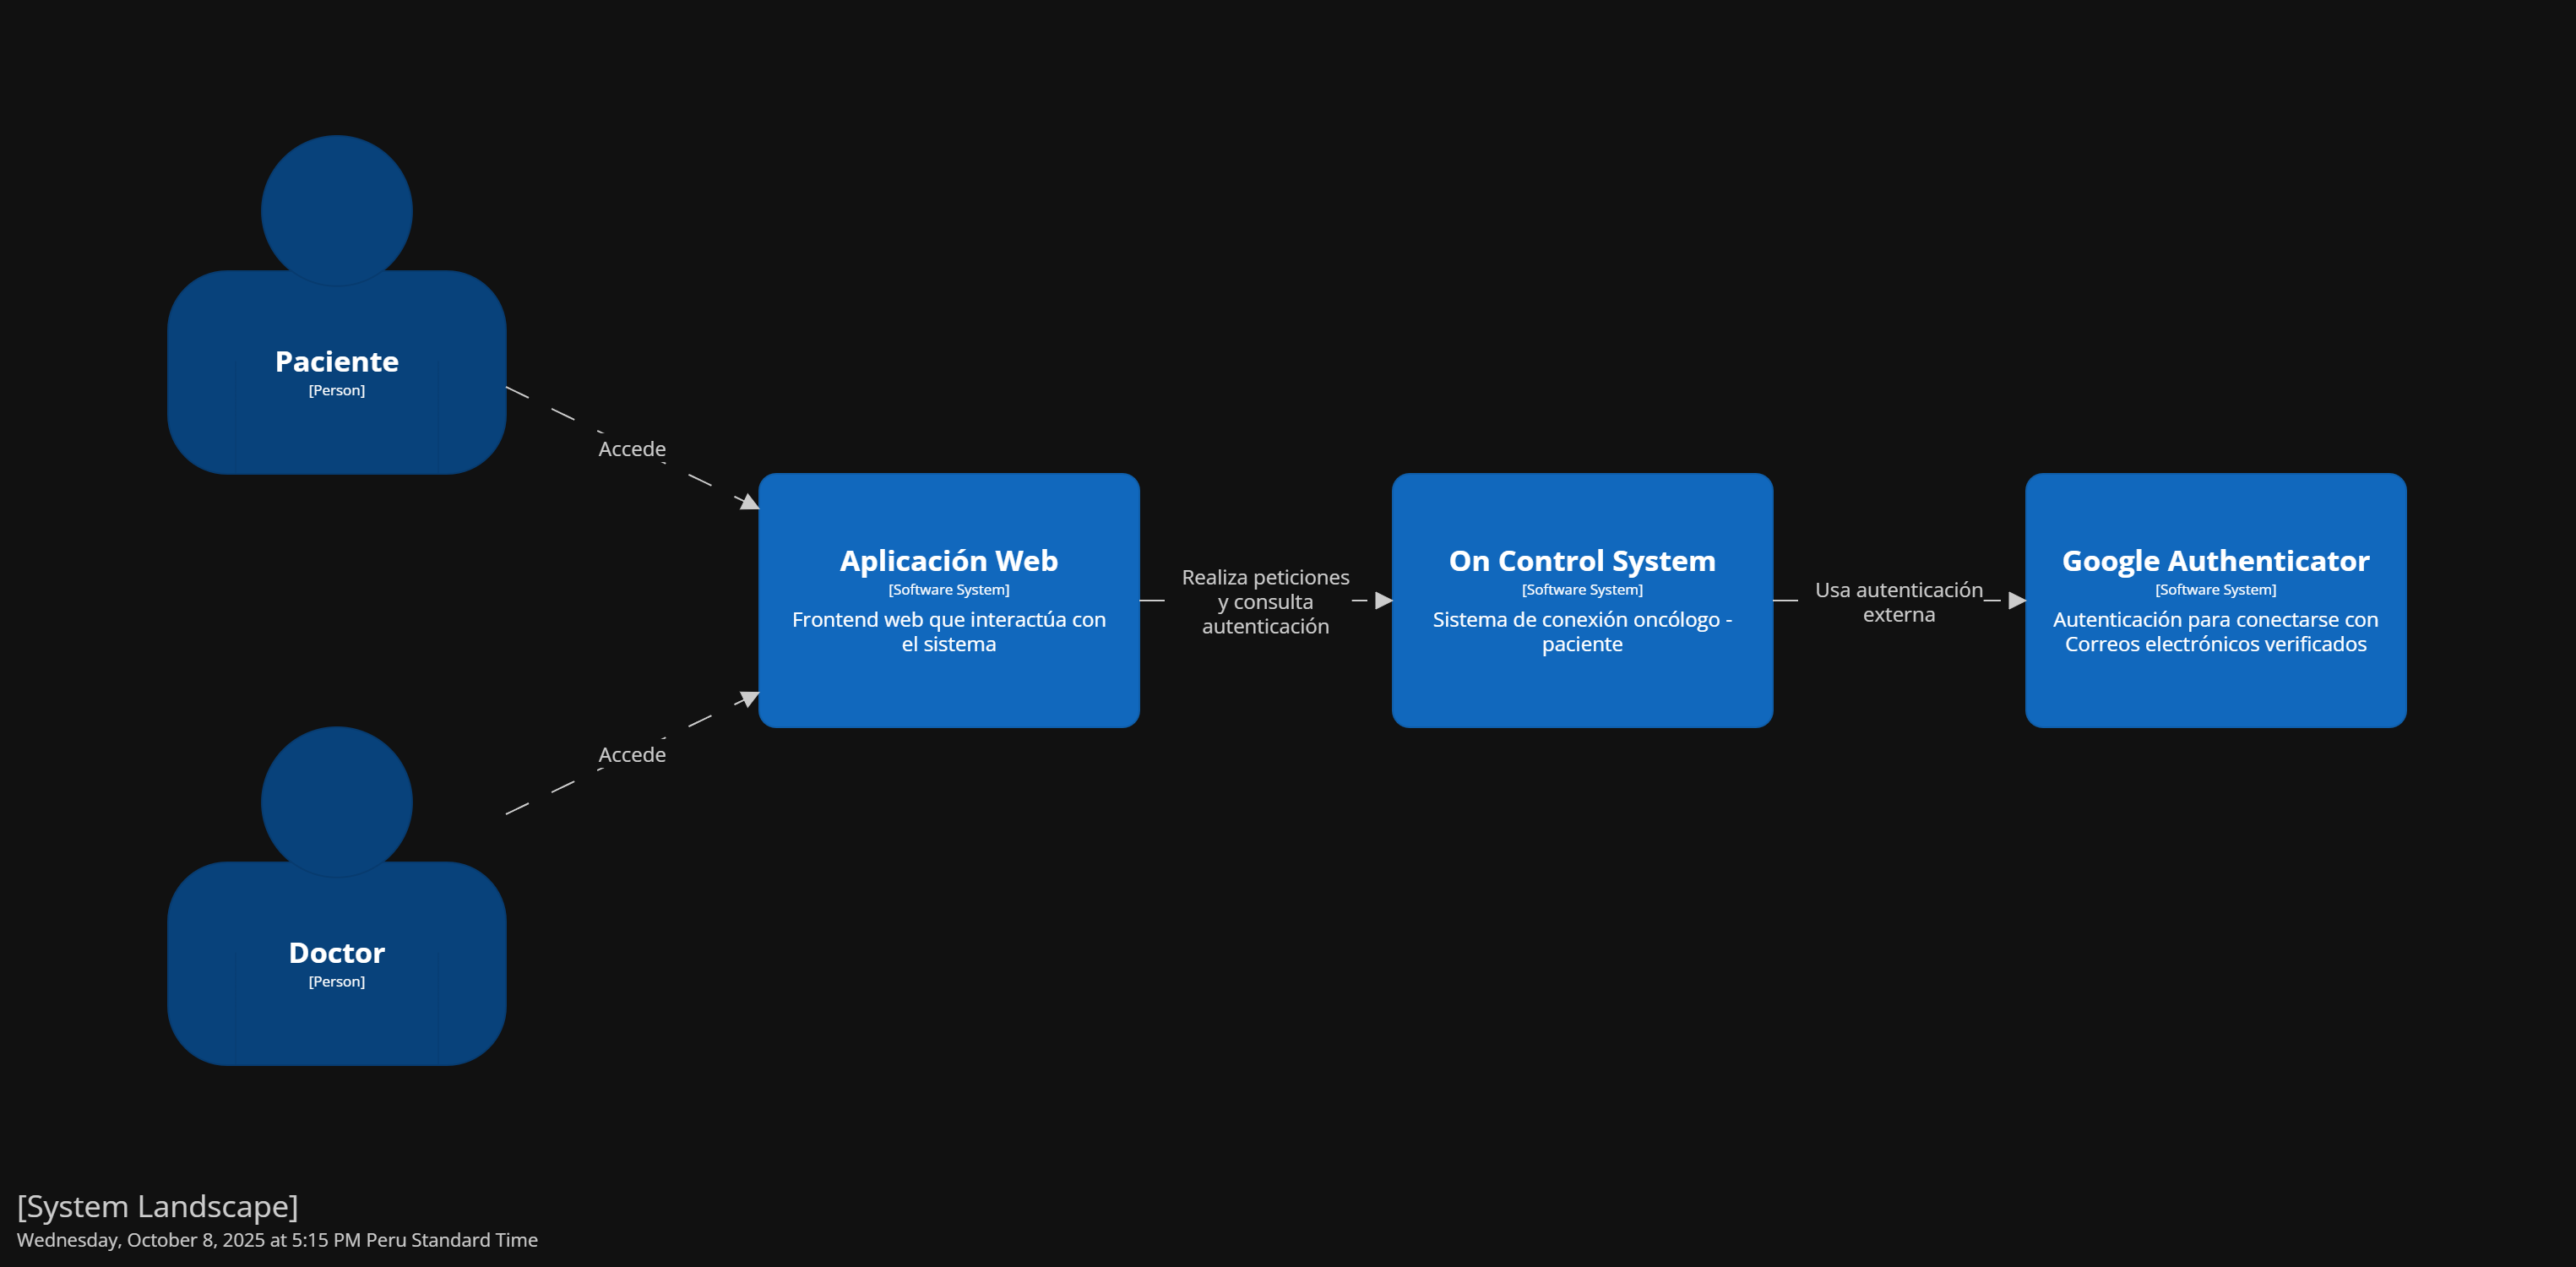 Paciente
[Person]
Accede
Aplicación Web
[Software System]
Frontend web que interactúa con
el sistema
Realiza peticiones
y consulta
autenticación
On Control System
[Software System]
Sistema de conexión oncólogo -
paciente
Usa autenticación
externa
Google Authenticator
[Software System]
Autenticación para conectarse con
Correos electrónicos verificados
Accede
Doctor
[Person]
[System Landscape]
Wednesday, October 8, 2025 at 5:15 PM Peru Standard Time